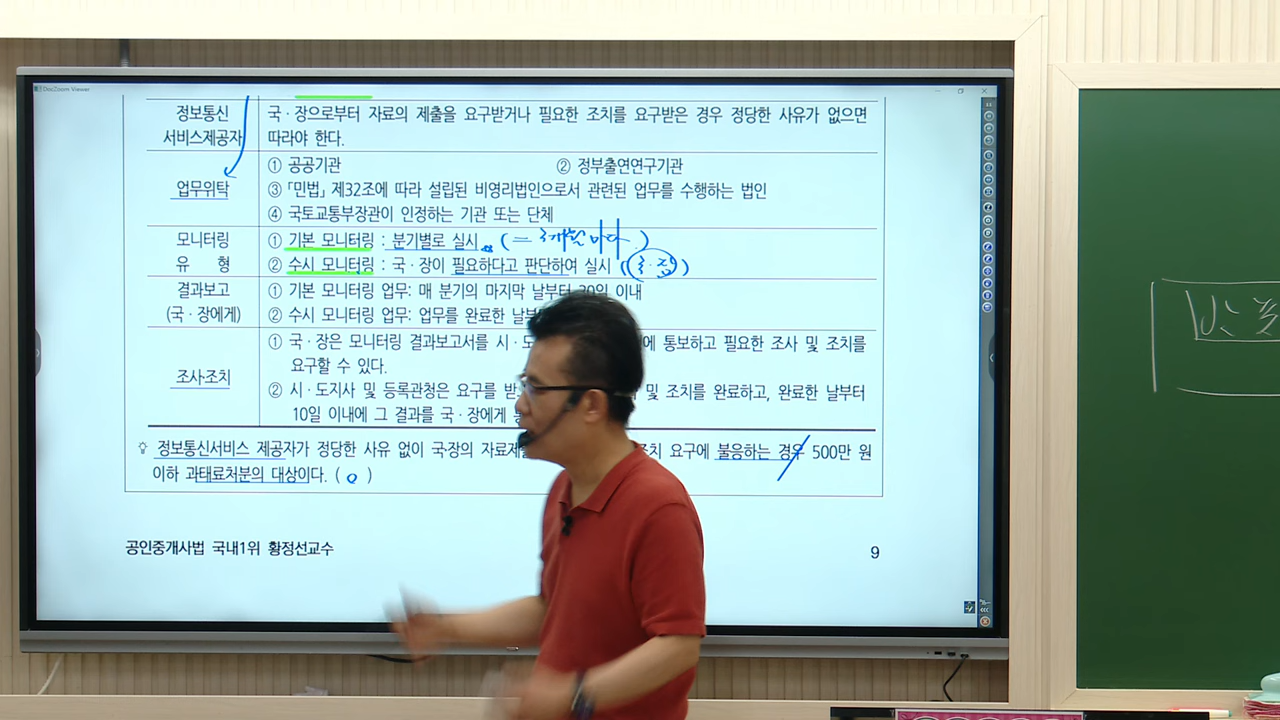 DocZoom Viewer
정보통신
서비스제공자
국·장으로부터 자료의 제출을 요구받거나 필요한 조치를 요구받은 경우 정당한 사유가 없으면
따라야 한다.
업무위탁
① 공공기관 ② 정부출연연구기관
③ 「민법」 제32조에 따라 설립된 비영리법인으로서 관련된 업무를 수행하는 법인
④ 국토교통부장관이 인정하는 기관 또는 단체
모니터링
유 형
① 기본 모니터링 : 분기별로 실시. (= 3개월마다)
② 수시 모니터링 : 국·장이 필요하다고 판단하여 실시 (국·장)
결과보고
(국·장에게)
① 기본 모니터링 업무: 매 분기의 마지막 날부터 30일 이내
② 수시 모니터링 업무: 업무를 완료한 날부
조사·조치
① 국·장은 모니터링 결과보고서를 시·도 에 통보하고 필요한 조사 및 조치를
요구할 수 있다.
② 시·도지사 및 등록관청은 요구를 받 및 조치를 완료하고, 완료한 날부터
10일 이내에 그 결과를 국·장에게
정보통신서비스 제공자가 정당한 사유 없이 국장의 자료제 조치 요구에 불응하는 경우 500만 원
이하 과태료처분의 대상이다. ( o )
공인중개사법 국내1위 황정선교수 9